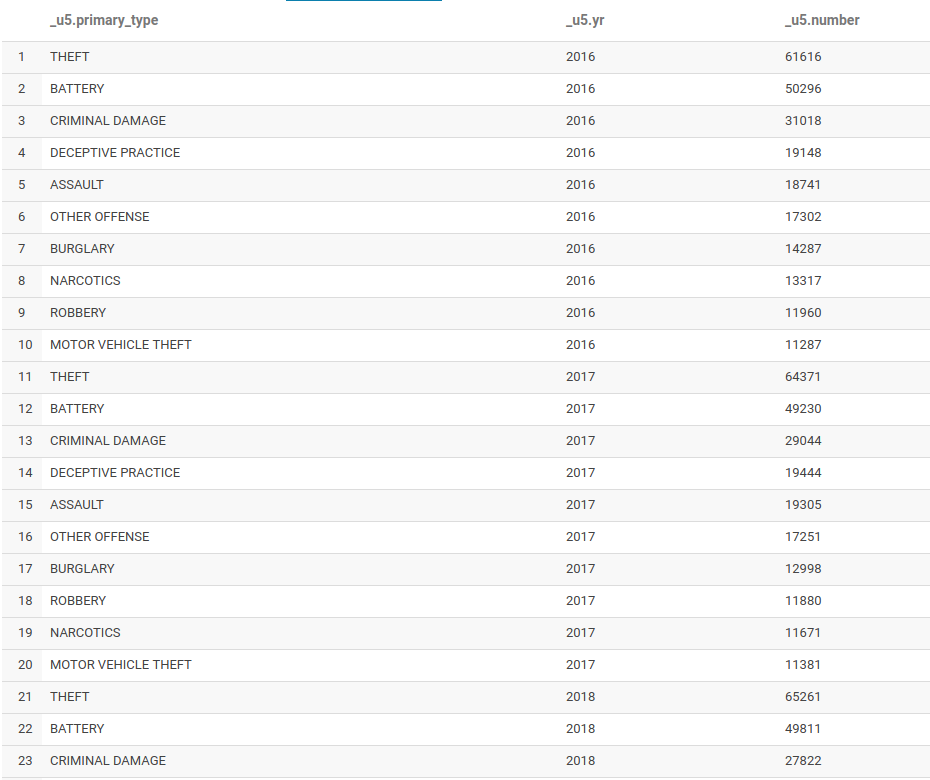 _u5.primary_type _u5.yr _u5.number
1 THEFT 2016 61616
2 BATTERY 2016 50296
3 CRIMINAL DAMAGE 2016 31018
4 DECEPTIVE PRACTICE 2016 19148
5 ASSAULT 2016 18741
6 OTHER OFFENSE 2016 17302
7 BURGLARY 2016 14287
8 NARCOTICS 2016 13317
9 ROBBERY 2016 11960
10 MOTOR VEHICLE THEFT 2016 11287
11 THEFT 2017 64371
12 BATTERY 2017 49230
13 CRIMINAL DAMAGE 2017 29044
14 DECEPTIVE PRACTICE 2017 19444
15 ASSAULT 2017 19305
16 OTHER OFFENSE 2017 17251
17 BURGLARY 2017 12998
18 ROBBERY 2017 11880
19 NARCOTICS 2017 11671
20 MOTOR VEHICLE THEFT 2017 11381
21 THEFT 2018 65261
22 BATTERY 2018 49811
23 CRIMINAL DAMAGE 2018 27822